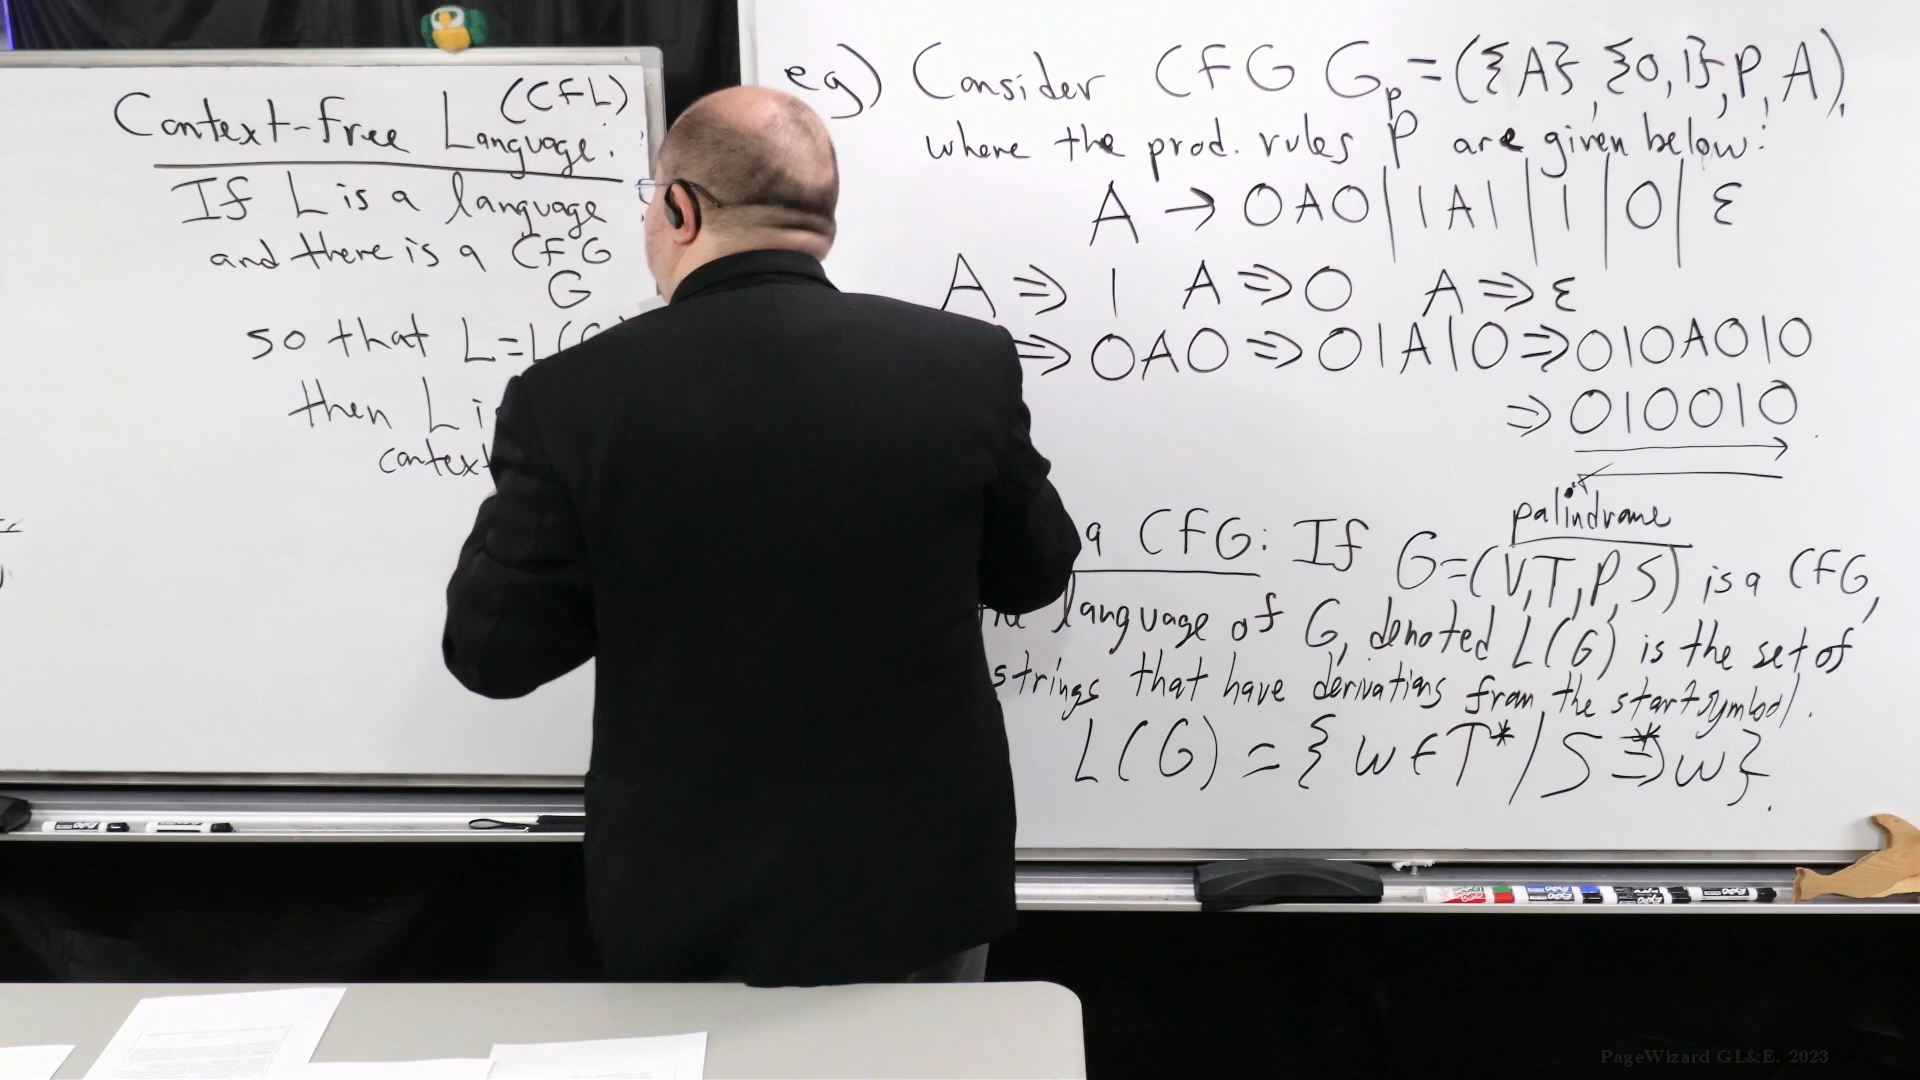 (CFL)
Context-free Language:
If L is a language
and there is a CFG
G
so that L=L(G
then L is
context
eg) Consider CFG Gp=({A},{0,1},P,A),
where the prod. rules P are given below:
A → 0A0|1A1|1|0|ε
A ⇒ 1 A ⇒ 0 A ⇒ ε
⇒ 0A0 ⇒ 01A10 ⇒ 010A010
⇒ 010010
palindrome
a CFG: If G=(V,T,P,S) is a CFG,
the language of G, denoted L(G) is the set of
strings that have derivations from the start symbol.
L(G) = {w ∈ T*/S ⇒* w}.
PageWizard GL&E, 2023